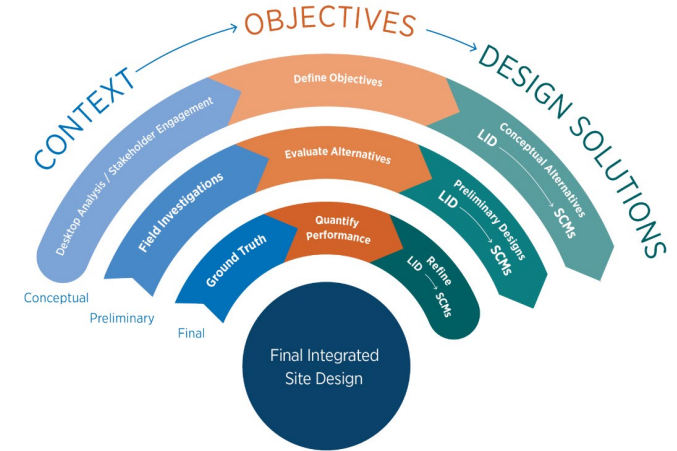 CONTEXT
OBJECTIVES
DESIGN SOLUTIONS
Desktop Analysis / Stakeholder Engagement
Define Objectives
Conceptual Alternatives
LID → SCMs
Field Investigations
Evaluate Alternatives
Preliminary Designs
LID → SCMs
Ground Truth
Quantify
Performance
Refine
LID → SCMs
Conceptual
Preliminary
Final
Final Integrated
Site Design